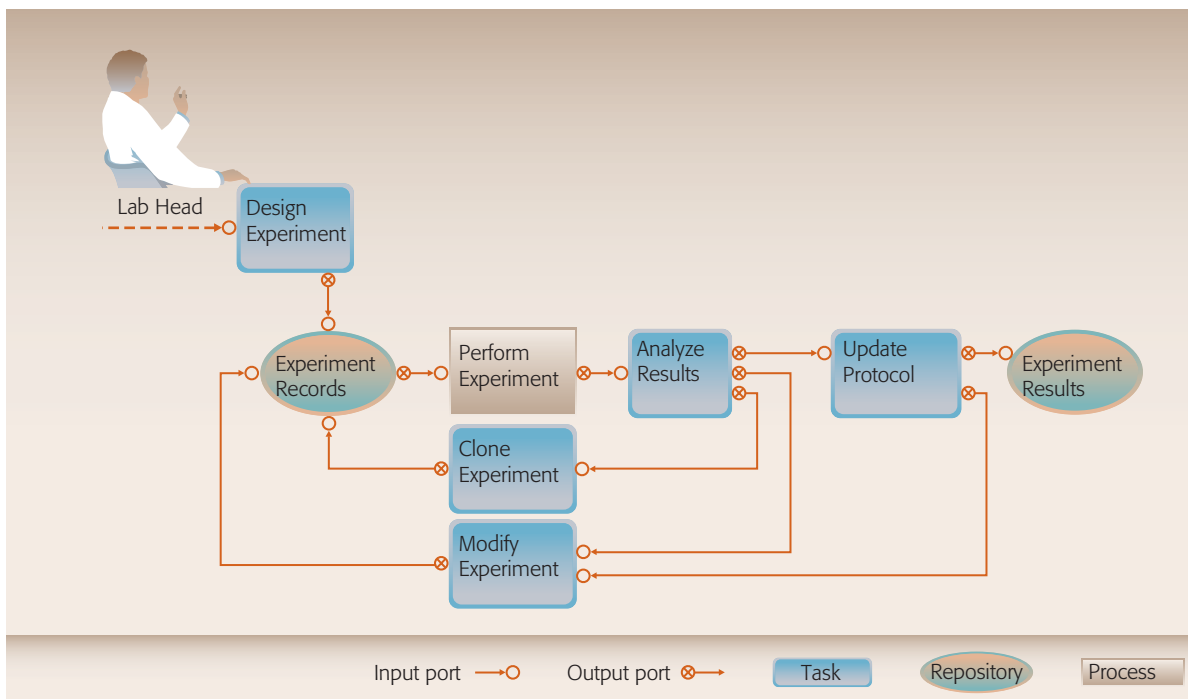 Lab Head
Design
Experiment
Experiment
Records
Perform
Experiment
Analyze
Results
Update
Protocol
Experiment
Results
Clone
Experiment
Modify
Experiment
Input port
Output port
Task
Repository
Process